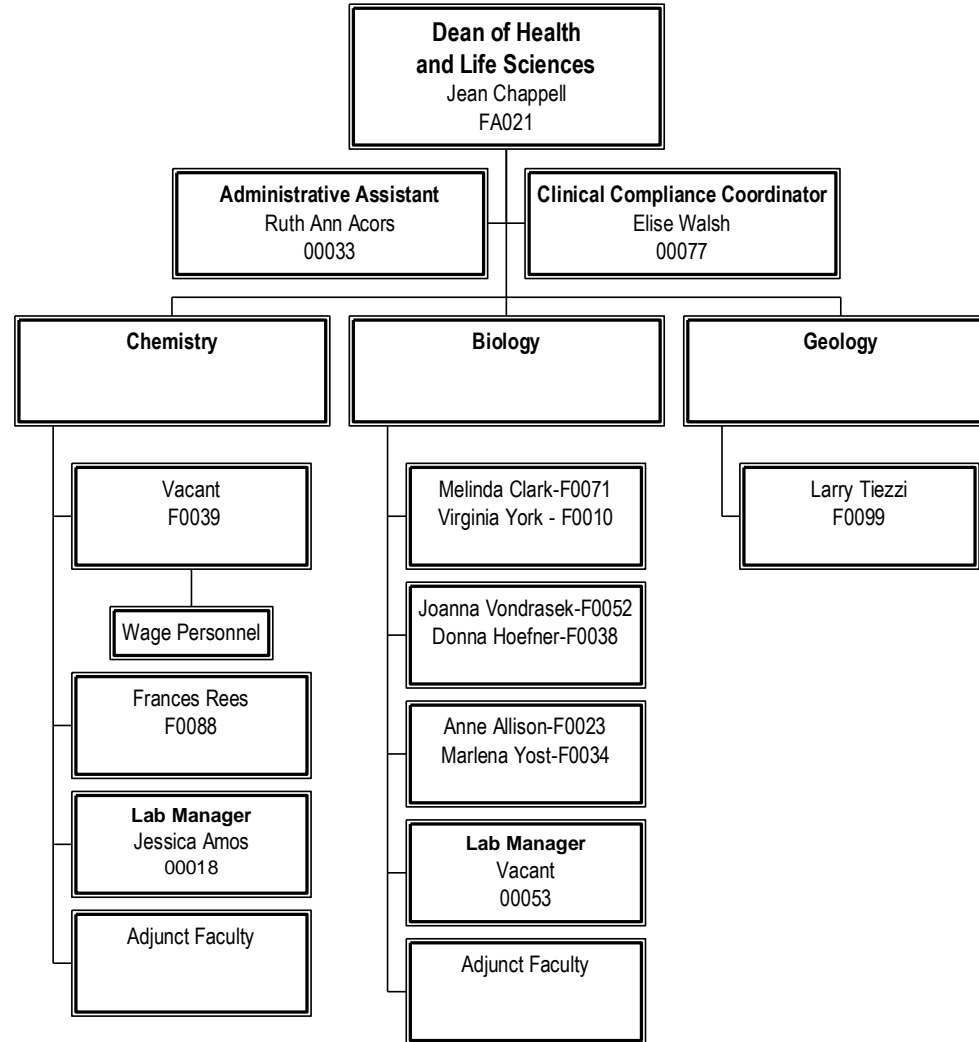 Dean of Health
and Life Sciences
Jean Chappell
FA021
Administrative Assistant
Ruth Ann Acors
00033
Clinical Compliance Coordinator
Elise Walsh
00077
Chemistry
Vacant
F0039
Wage Personnel
Frances Rees
F0088
Lab Manager
Jessica Amos
00018
Adjunct Faculty
Biology
Melinda Clark-F0071
Virginia York - F0010
Joanna Vondrasek-F0052
Donna Hoefner-F0038
Anne Allison-F0023
Marlena Yost-F0034
Lab Manager
Vacant
00053
Adjunct Faculty
Geology
Larry Tiezzi
F0099